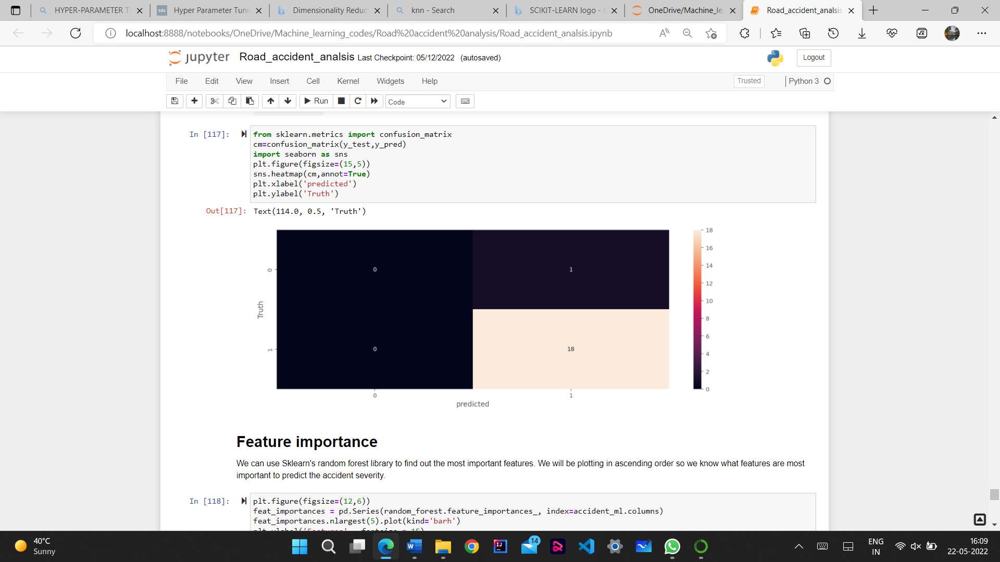 HYPER-PARAMETER T
tds Hyper Parameter Tuni
Dimensionality Reduc
knn - Search
SCIKIT-LEARN logo -
OneDrive/Machine_le
Road_accident_analsis
localhost:8888/notebooks/OneDrive/Machine_learning_codes/Road%20accident%20analysis/Road_accident_analsis.ipynb
jupyter Road_accident_analsis Last Checkpoint: 05/12/2022 (autosaved)
Logout
File Edit View Insert Cell Kernel Widgets Help
Trusted
Python 3
Run
Code
In [117]:
from sklearn.metrics import confusion_matrix
cm=confusion_matrix(y_test,y_pred)
import seaborn as sns
plt.figure(figsize=(15,5))
sns.heatmap(cm,annot=True)
plt.xlabel('predicted')
plt.ylabel('Truth')
Out[117]: Text(114.0, 0.5, 'Truth')
18
16
14
12
10
8
6
4
2
0
0
0
1
Truth
1
0
18
0
1
predicted
Feature importance
We can use Sklearn's random forest library to find out the most important features. We will be plotting in ascending order so we know what features are most
important to predict the accident severity.
In [118]:
plt.figure(figsize=(12,6))
feat_importances = pd.Series(random_forest.feature_importances_, index=accident_ml.columns)
feat_importances.nlargest(5).plot(kind='barh')
40°C
Sunny
14
ENG
IN
16:09
22-05-2022